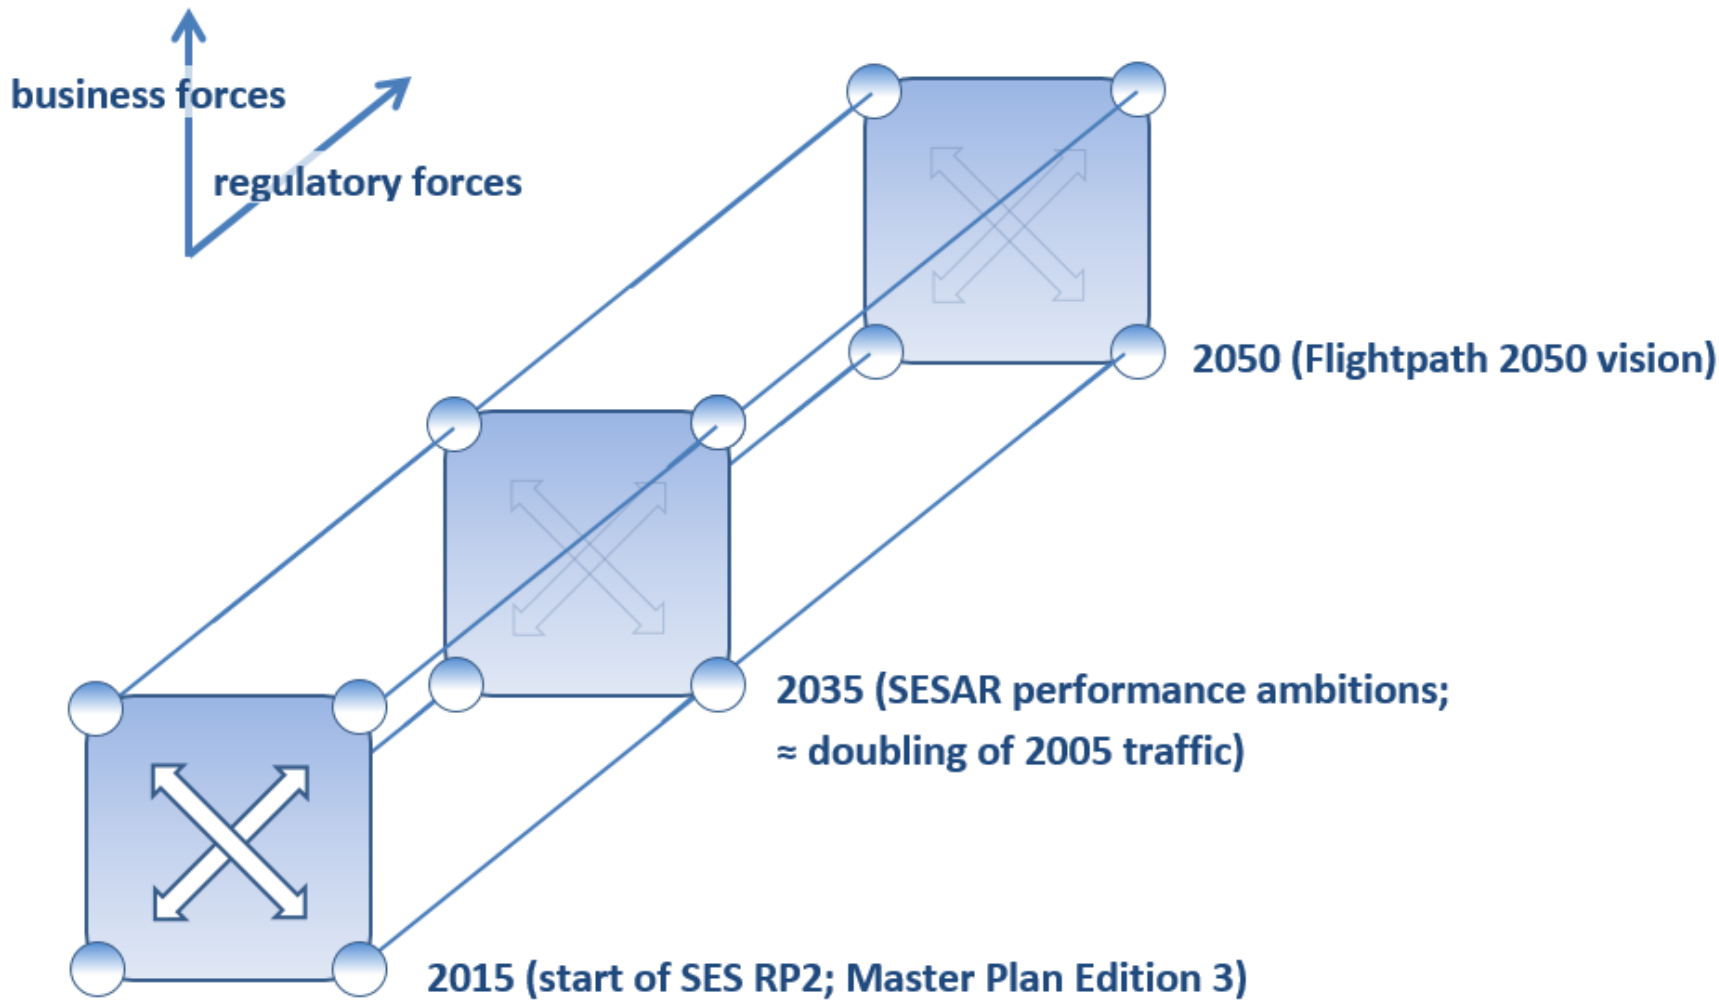 business forces
regulatory forces
2050 (Flightpath 2050 vision)
2035 (SESAR performance ambitions;
≈ doubling of 2005 traffic)
2015 (start of SES RP2; Master Plan Edition 3)